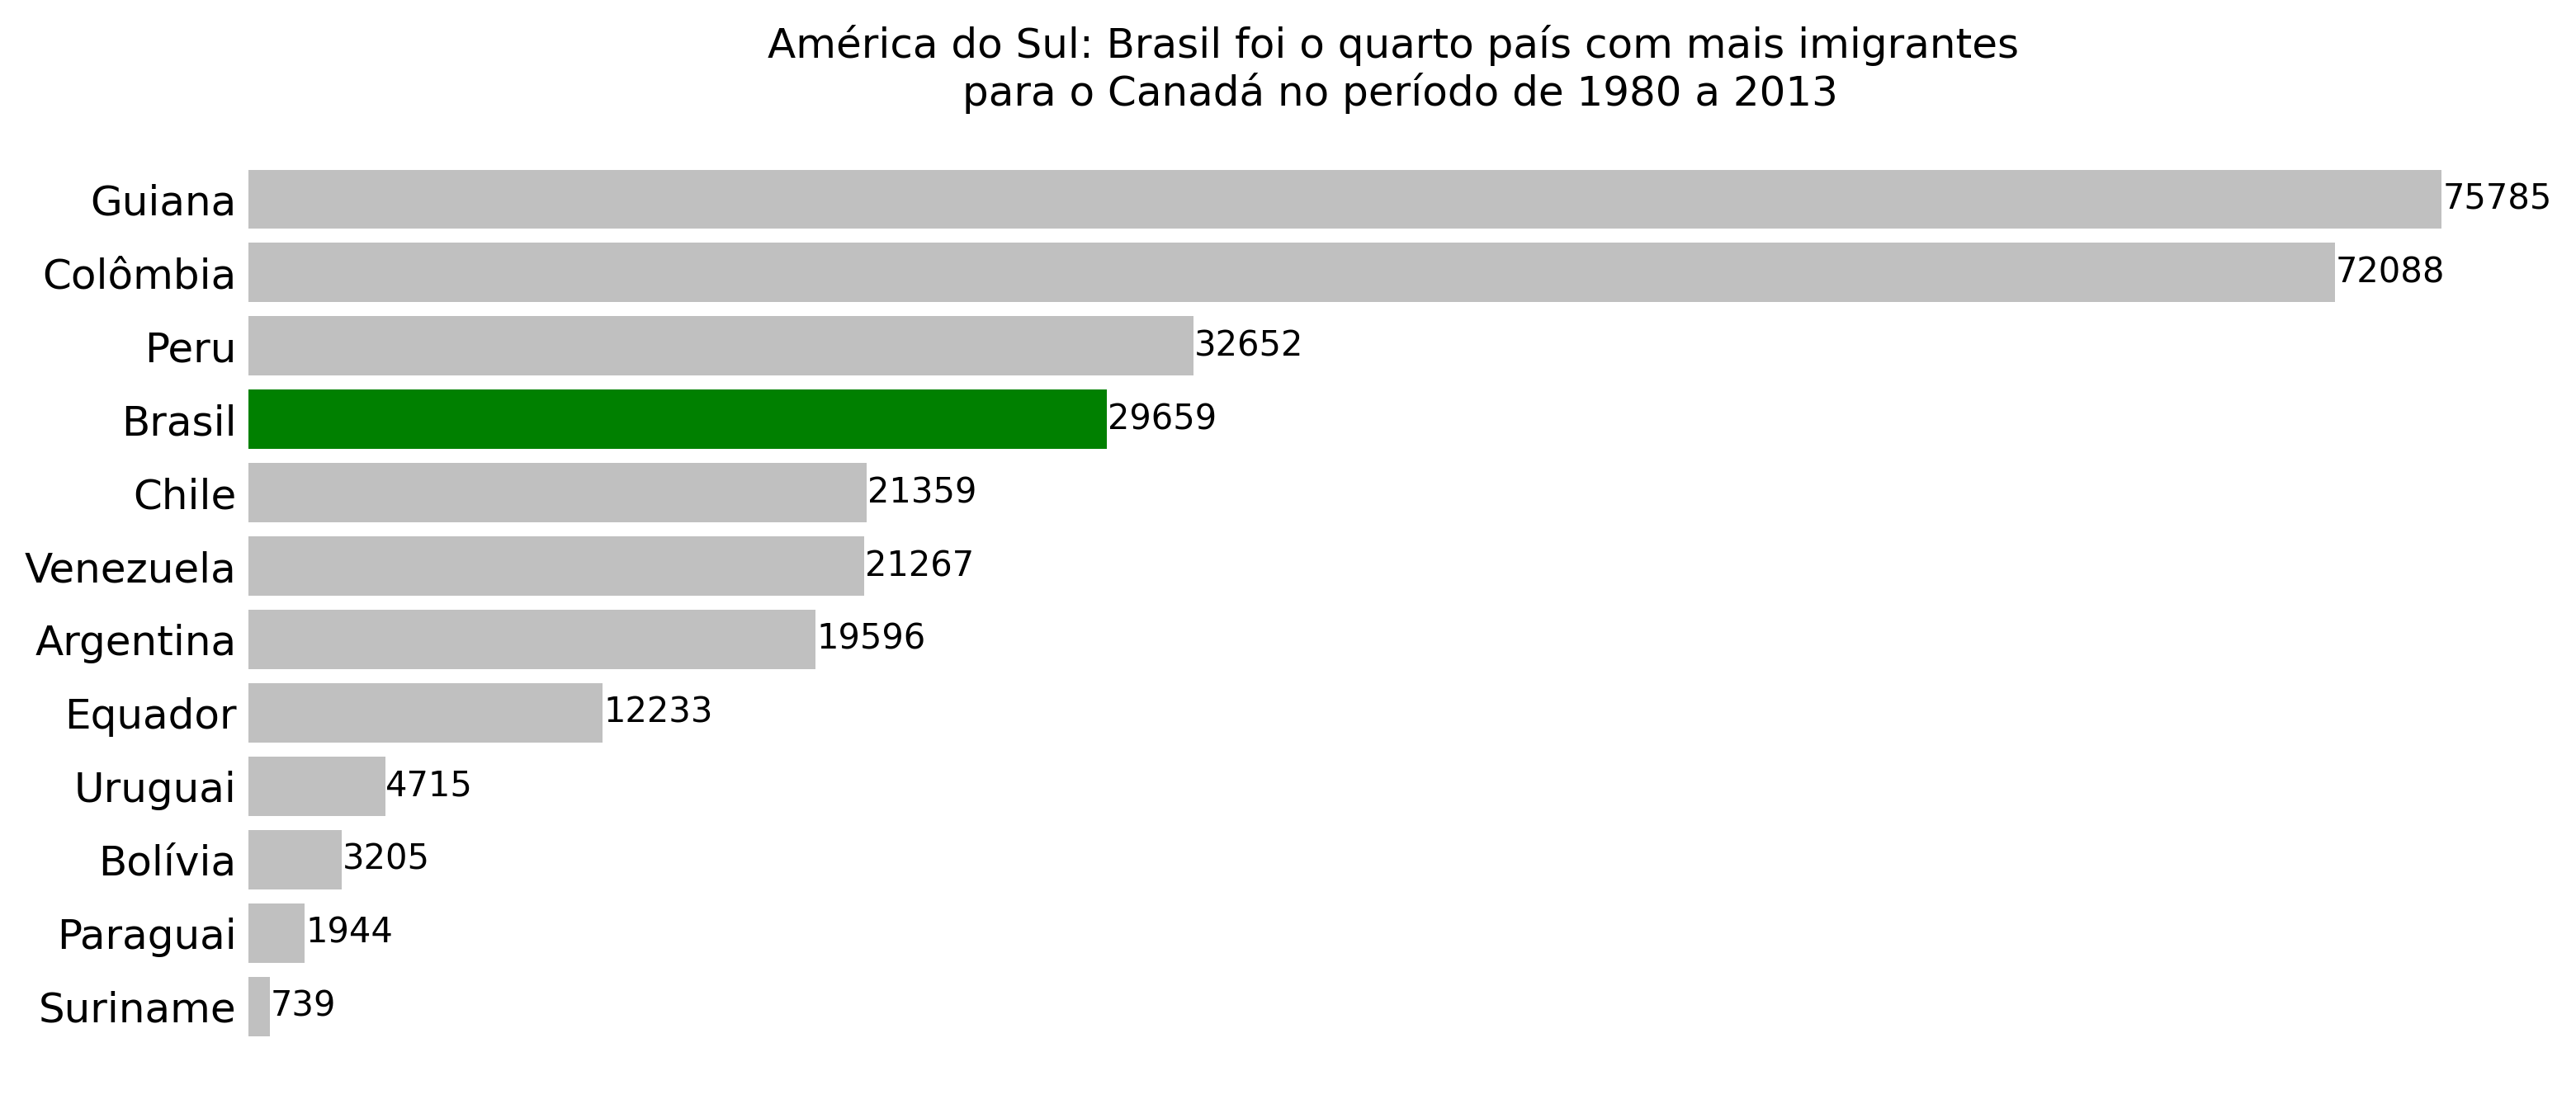 América do Sul: Brasil foi o quarto país com mais imigrantes
para o Canadá no período de 1980 a 2013
Guiana 75785
Colômbia 72088
Peru 32652
Brasil 29659
Chile 21359
Venezuela 21267
Argentina 19596
Equador 12233
Uruguai 4715
Bolívia 3205
Paraguai 1944
Suriname 739